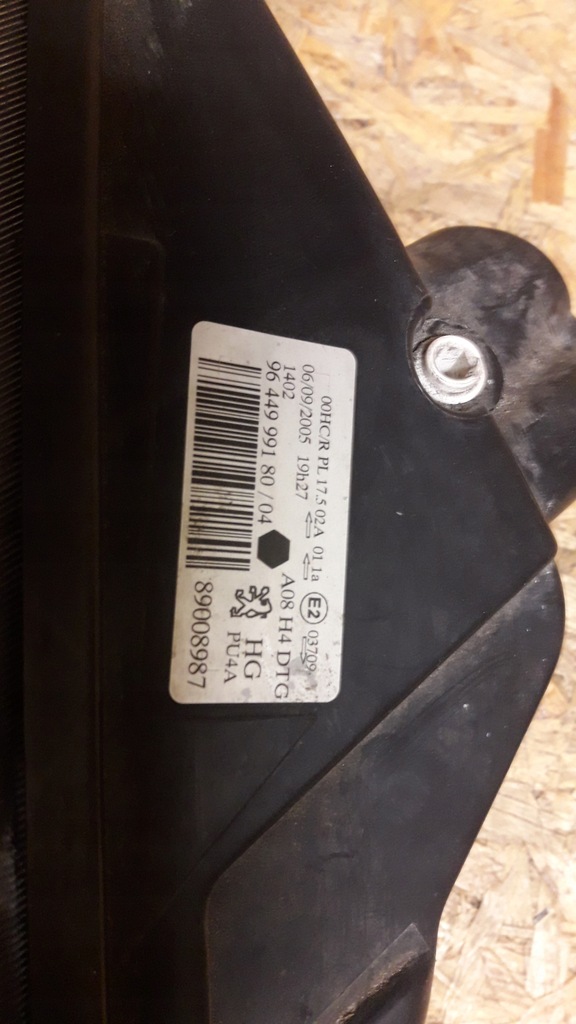 00HC/R PL 17.5 02A 01.1a E2 03709
06/09/2005 19h27
1402 A08 H4 DTG
96 449 991 80 / 04 HG
PU4A
89008987